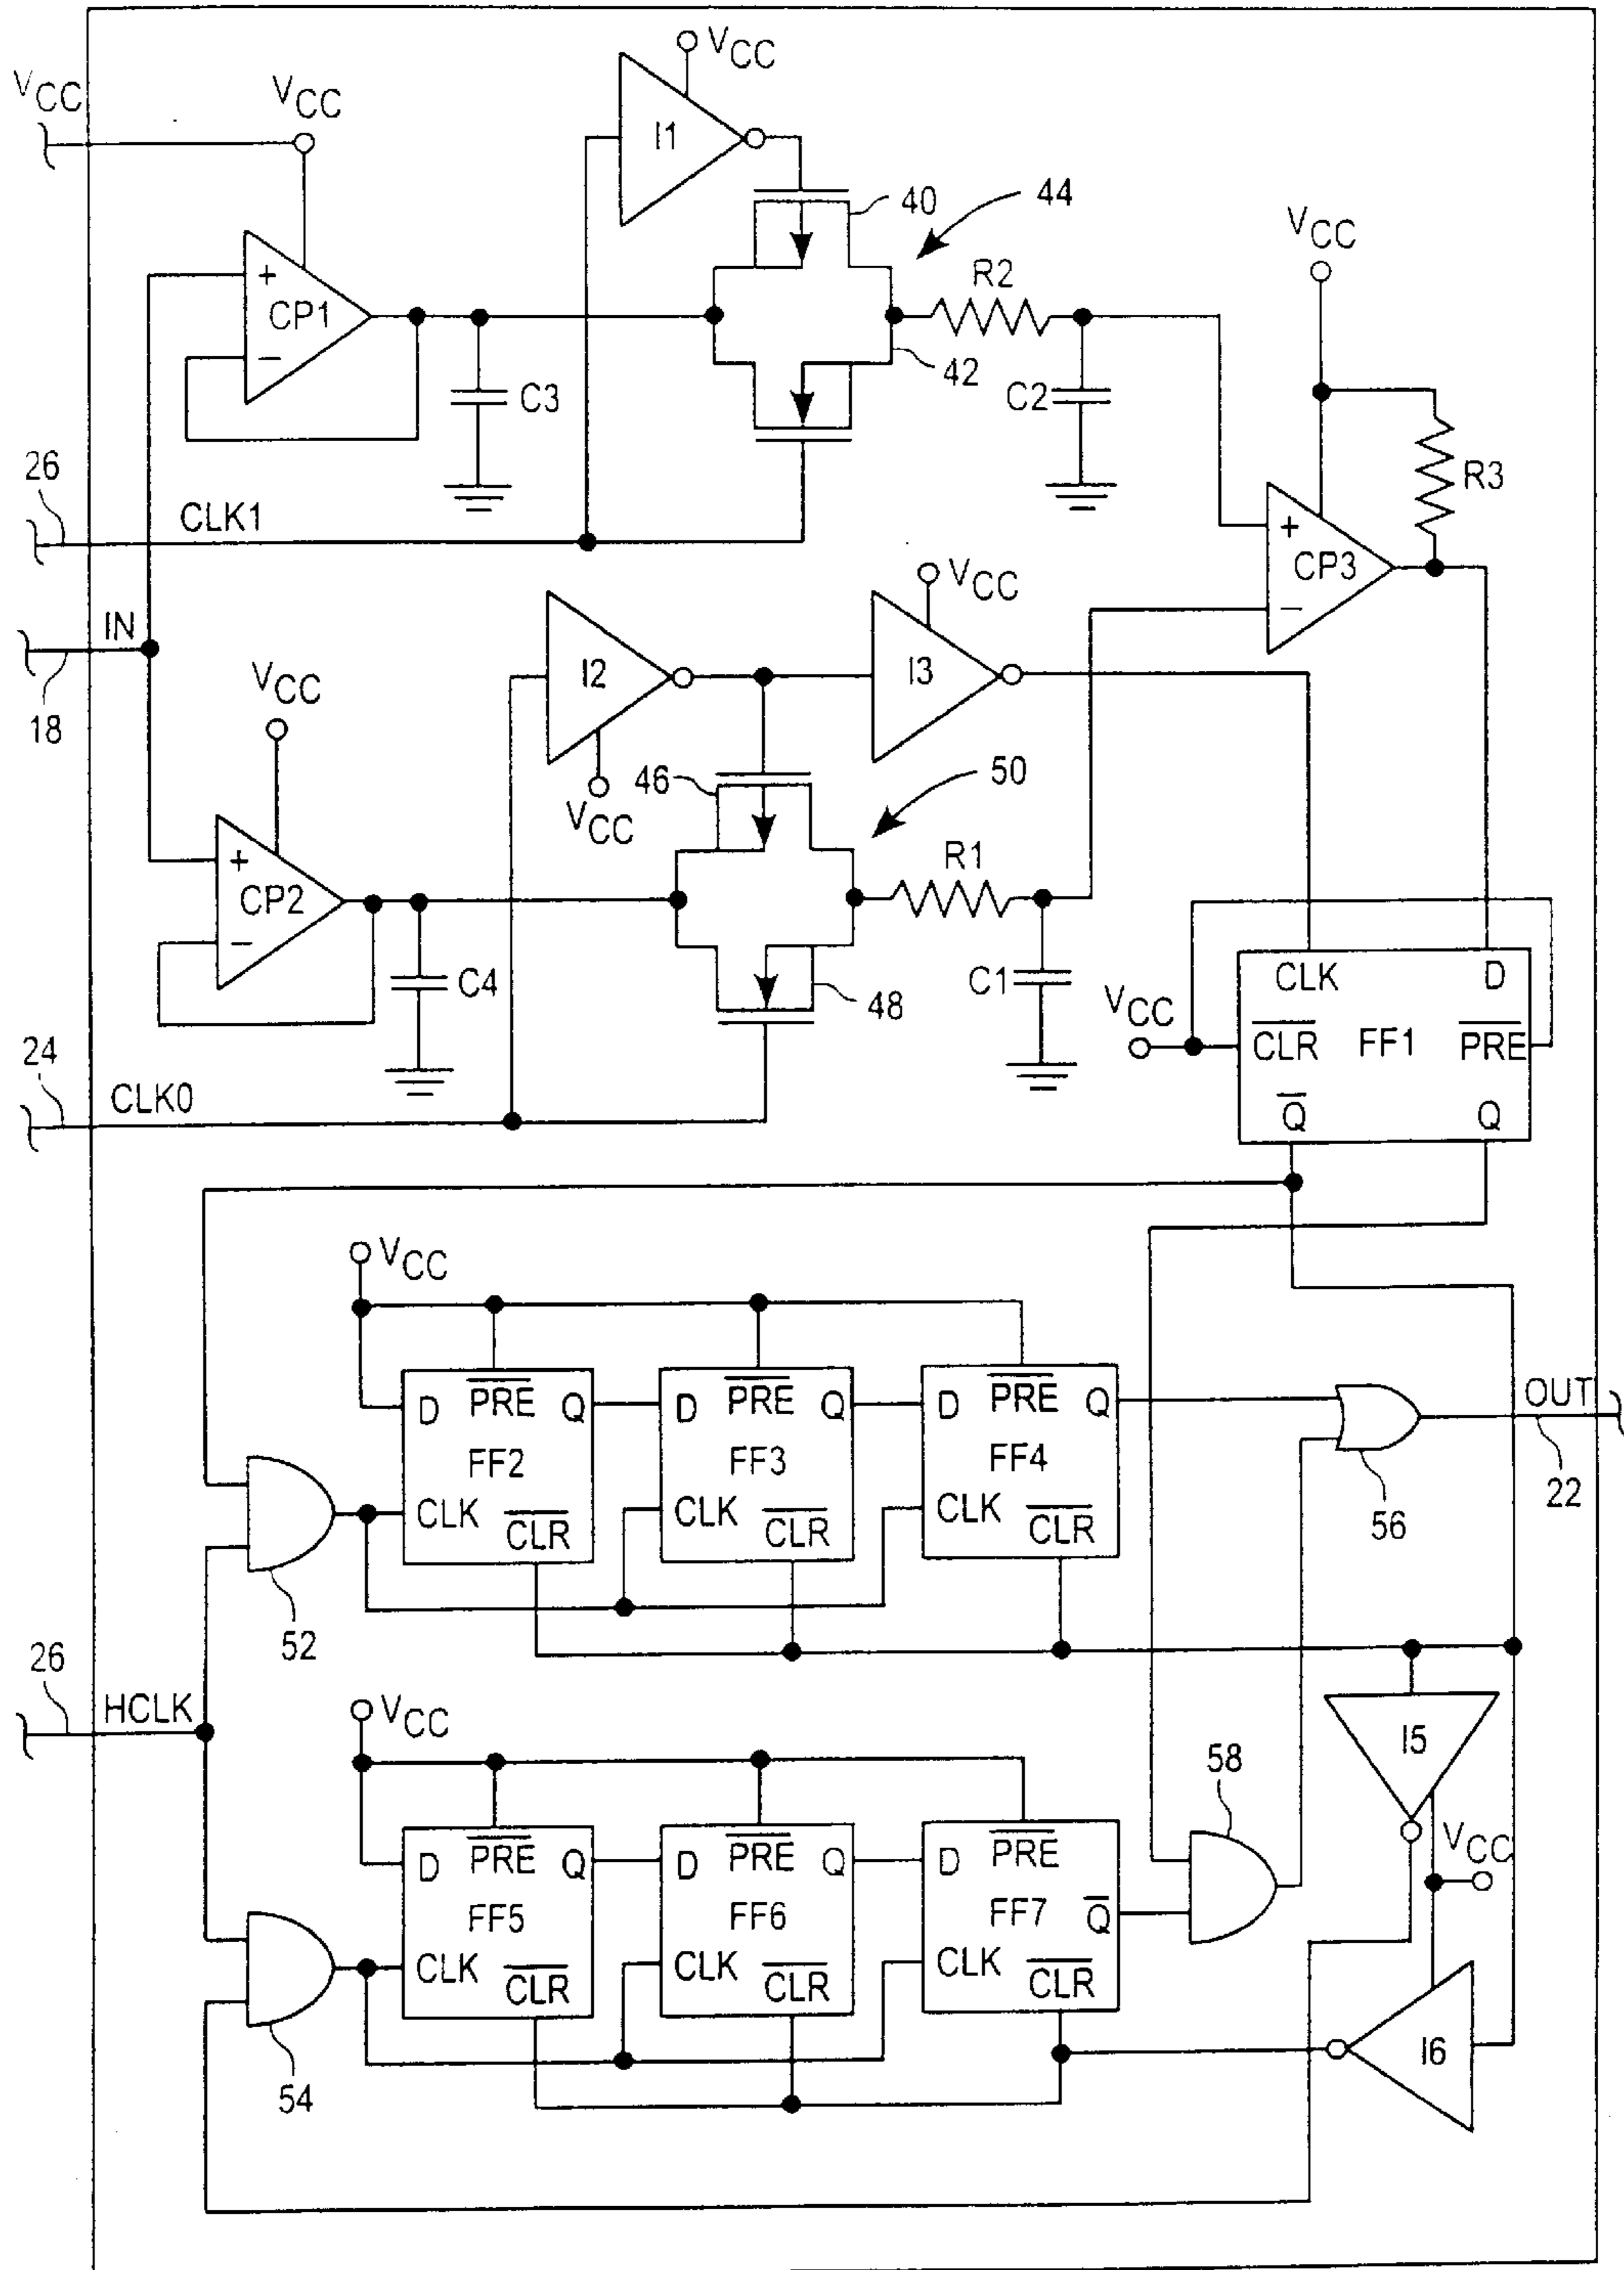 VCC
VCC
VCC
I1
40
44
VCC
+
CP1
−
R2
C3
42
C2
R3
26
CLK1
+
CP3
−
IN
18
VCC
I2
VCC
I3
VCC
46
50
+
CP2
−
R1
C4
48
C1
CLK
D
VCC
CLR
FF1
PRE
Q
Q
24
CLK0
VCC
D
PRE
Q
FF2
CLK
CLR
D
PRE
Q
FF3
CLK
CLR
D
PRE
Q
FF4
CLK
CLR
OUT
22
56
52
26
HCLK
VCC
I5
58
VCC
D
PRE
Q
FF5
CLK
CLR
D
PRE
Q
FF6
CLK
CLR
D
PRE
FF7
Q
CLK
CLR
54
I6